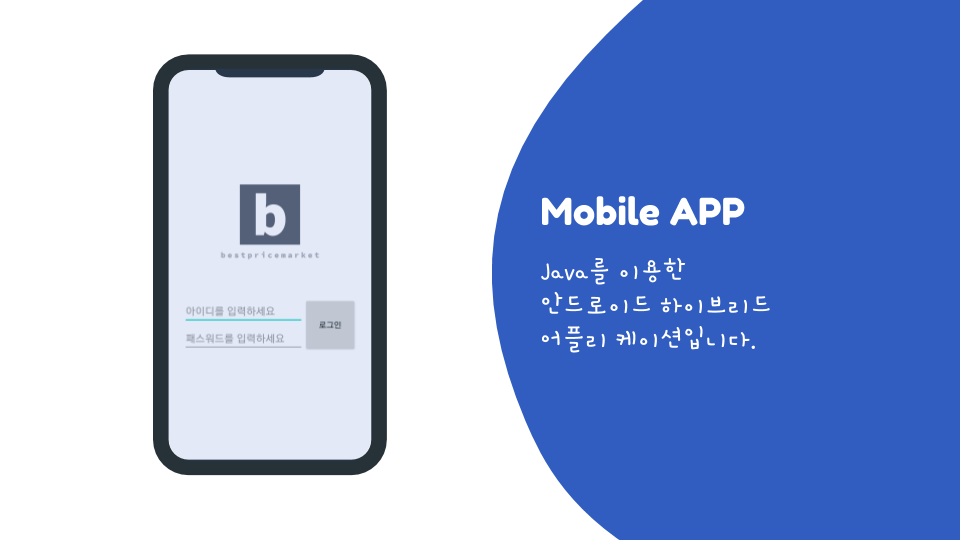 b
bestpricemarket
아이디를 입력하세요
패스워드를 입력하세요
로그인
Mobile APP
Java를 이용한
안드로이드 하이브리드
어플리 케이션입니다.